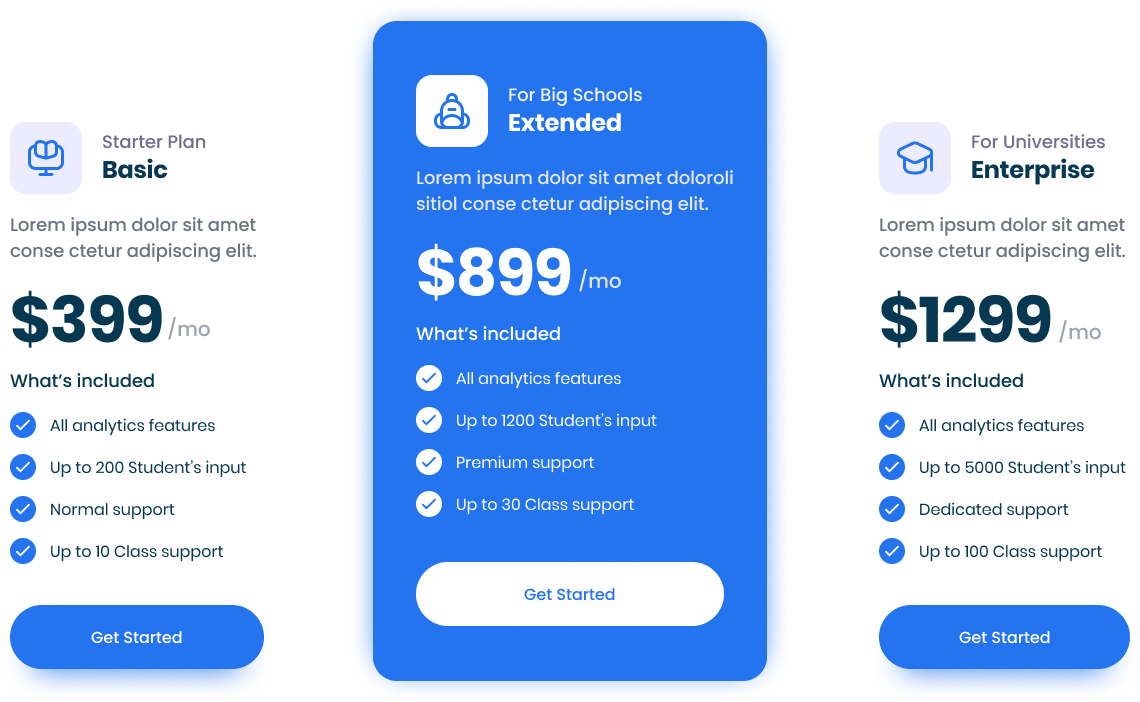 Starter Plan
Basic
Lorem ipsum dolor sit amet
conse ctetur adipiscing elit.
$399 /mo
What's included
All analytics features
Up to 200 Student's input
Normal support
Up to 10 Class support
Get Started
For Big Schools
Extended
Lorem ipsum dolor sit amet doloroli
sitiol conse ctetur adipiscing elit.
$899 /mo
What's included
All analytics features
Up to 1200 Student's input
Premium support
Up to 30 Class support
Get Started
For Universities
Enterprise
Lorem ipsum dolor sit amet
conse ctetur adipiscing elit.
$1299 /mo
What's included
All analytics features
Up to 5000 Student's input
Dedicated support
Up to 100 Class support
Get Started